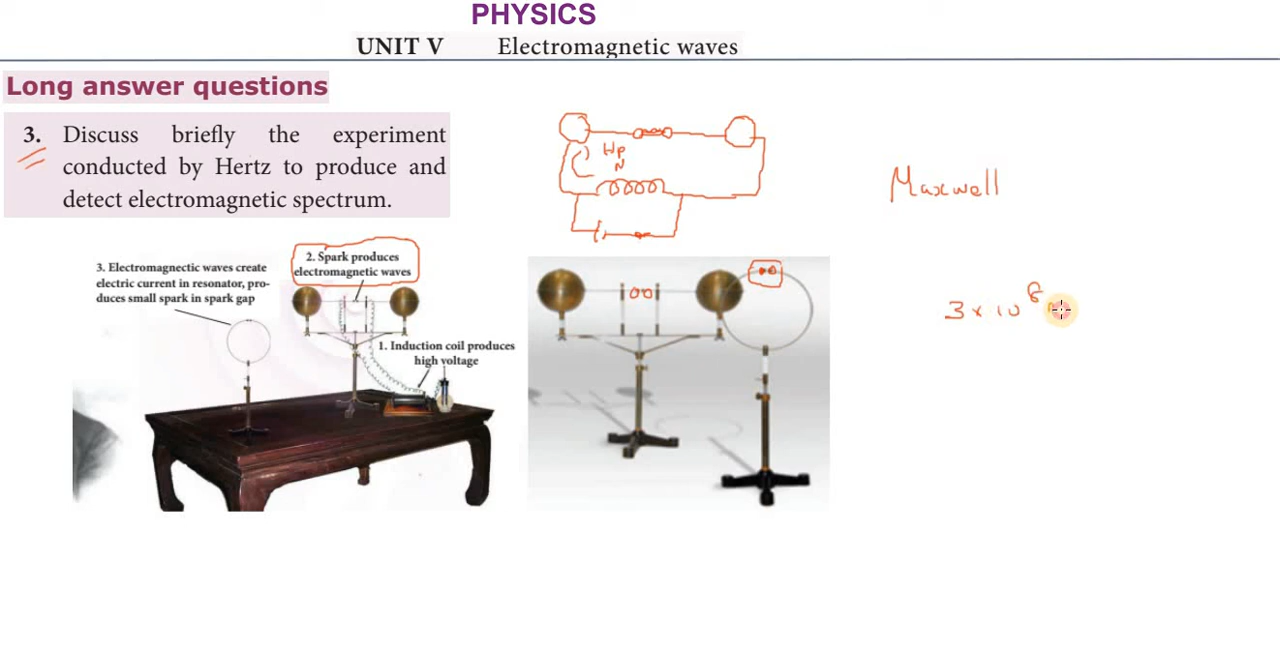 PHYSICS
UNIT V Electromagnetic waves
Long answer questions
3. Discuss briefly the experiment
conducted by Hertz to produce and
detect electromagnetic spectrum.
3. Electromagnectic waves create
electric current in resonator, pro-
duces small spark in spark gap
2. Spark produces
electromagnetic waves
1. Induction coil produces
high voltage
Maxwell
3 × 10⁸